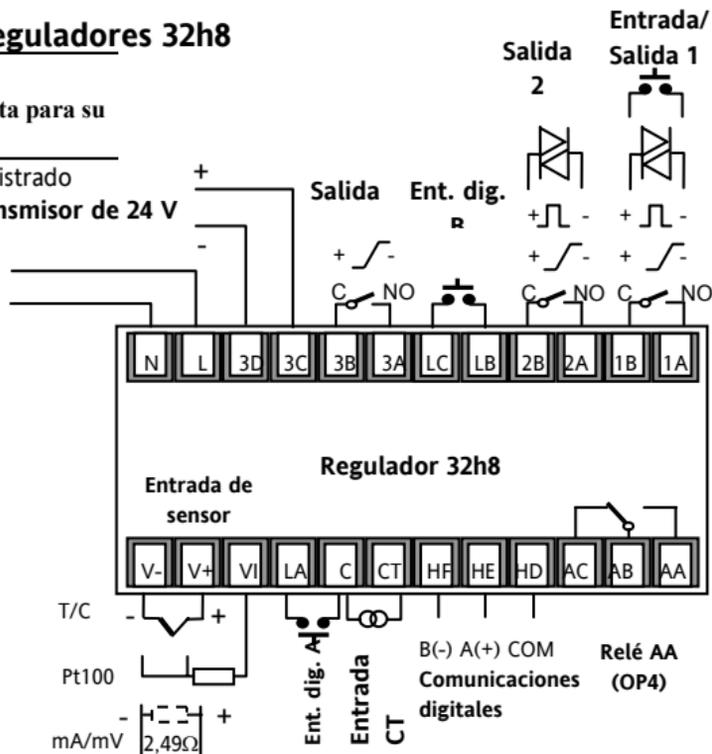 eguladores 32h8
Entrada/
Salida 1
Salida
2
ta para su
istrado
nsmisor de 24 V
+
-
Salida
Ent. dig.
B
+ -
+ -
+ -
+ -
+ -
C NO
C NO
C NO
N L 3D 3C 3B 3A LC LB 2B 2A 1B 1A
Regulador 32h8
Entrada de
sensor
V- V+ VI LA C CT HF HE HD AC AB AA
T/C - +
Pt100
- +
mA/mV 2,49Ω
Ent. dig. A
Entrada
CT
B(-) A(+) COM
Comunicaciones
digitales
Relé AA
(OP4)